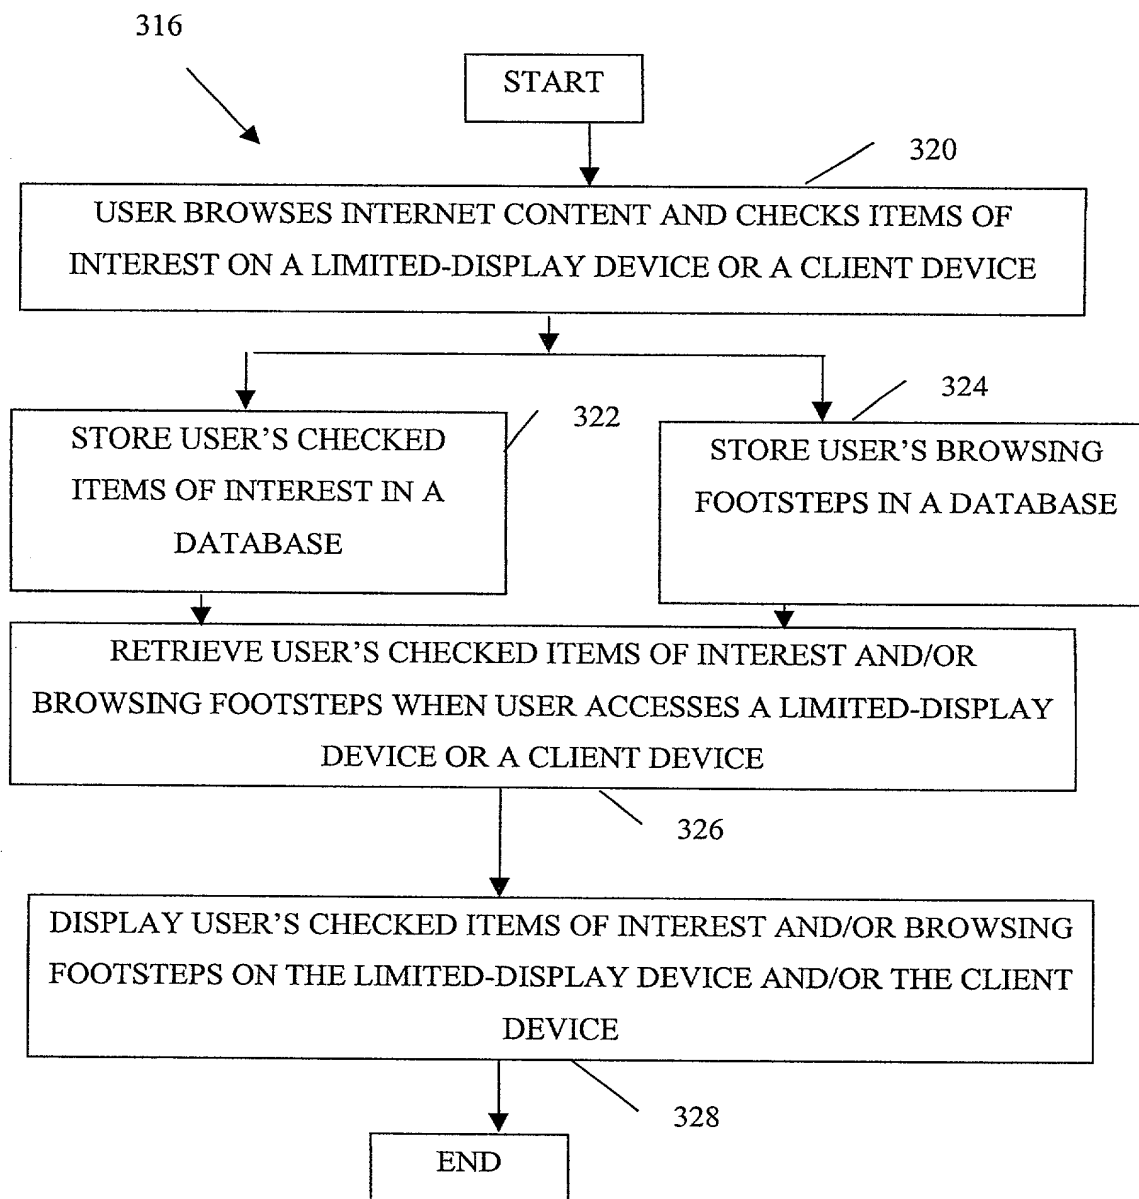 316
START
320
USER BROWSES INTERNET CONTENT AND CHECKS ITEMS OF
INTEREST ON A LIMITED-DISPLAY DEVICE OR A CLIENT DEVICE
322
324
STORE USER'S CHECKED
ITEMS OF INTEREST IN A
DATABASE
STORE USER'S BROWSING
FOOTSTEPS IN A DATABASE
RETRIEVE USER'S CHECKED ITEMS OF INTEREST AND/OR
BROWSING FOOTSTEPS WHEN USER ACCESSES A LIMITED-DISPLAY
DEVICE OR A CLIENT DEVICE
326
DISPLAY USER'S CHECKED ITEMS OF INTEREST AND/OR BROWSING
FOOTSTEPS ON THE LIMITED-DISPLAY DEVICE AND/OR THE CLIENT
DEVICE
328
END